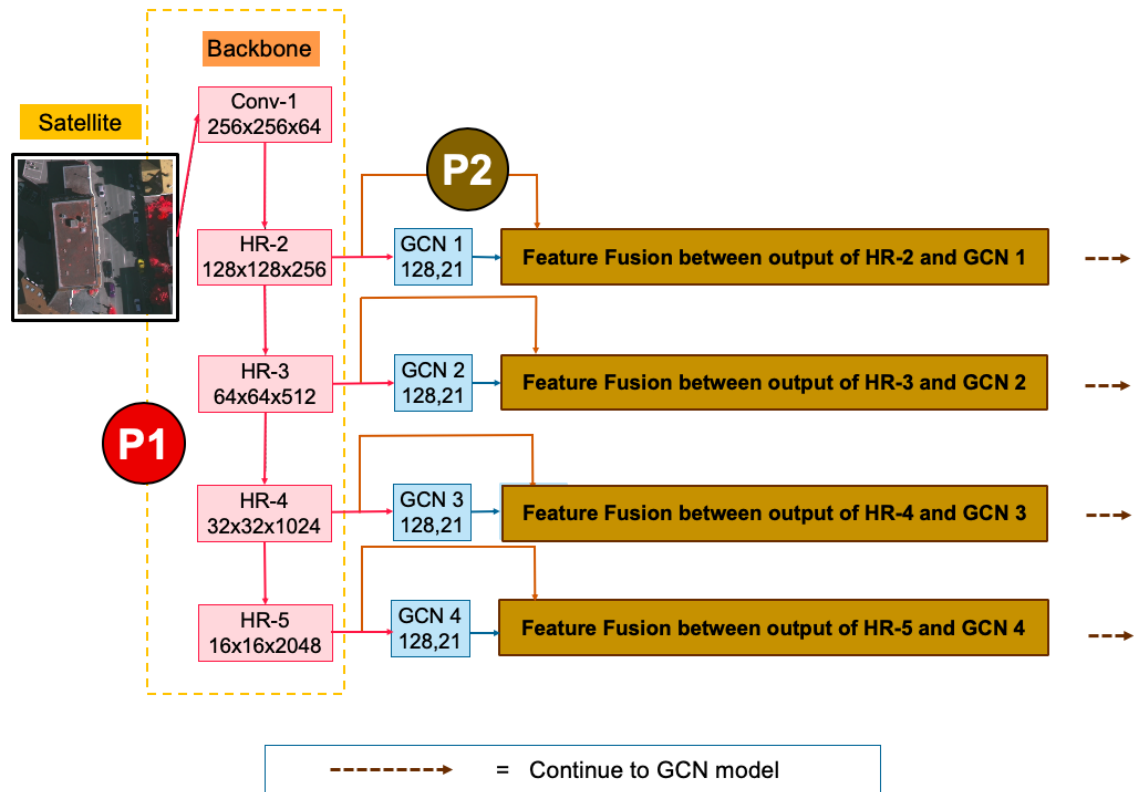 Backbone
Satellite
Conv-1
256x256x64
P2
HR-2
128x128x256
GCN 1
128,21
Feature Fusion between output of HR-2 and GCN 1
HR-3
64x64x512
GCN 2
128,21
Feature Fusion between output of HR-3 and GCN 2
P1
HR-4
32x32x1024
GCN 3
128,21
Feature Fusion between output of HR-4 and GCN 3
HR-5
16x16x2048
GCN 4
128,21
Feature Fusion between output of HR-5 and GCN 4
= Continue to GCN model